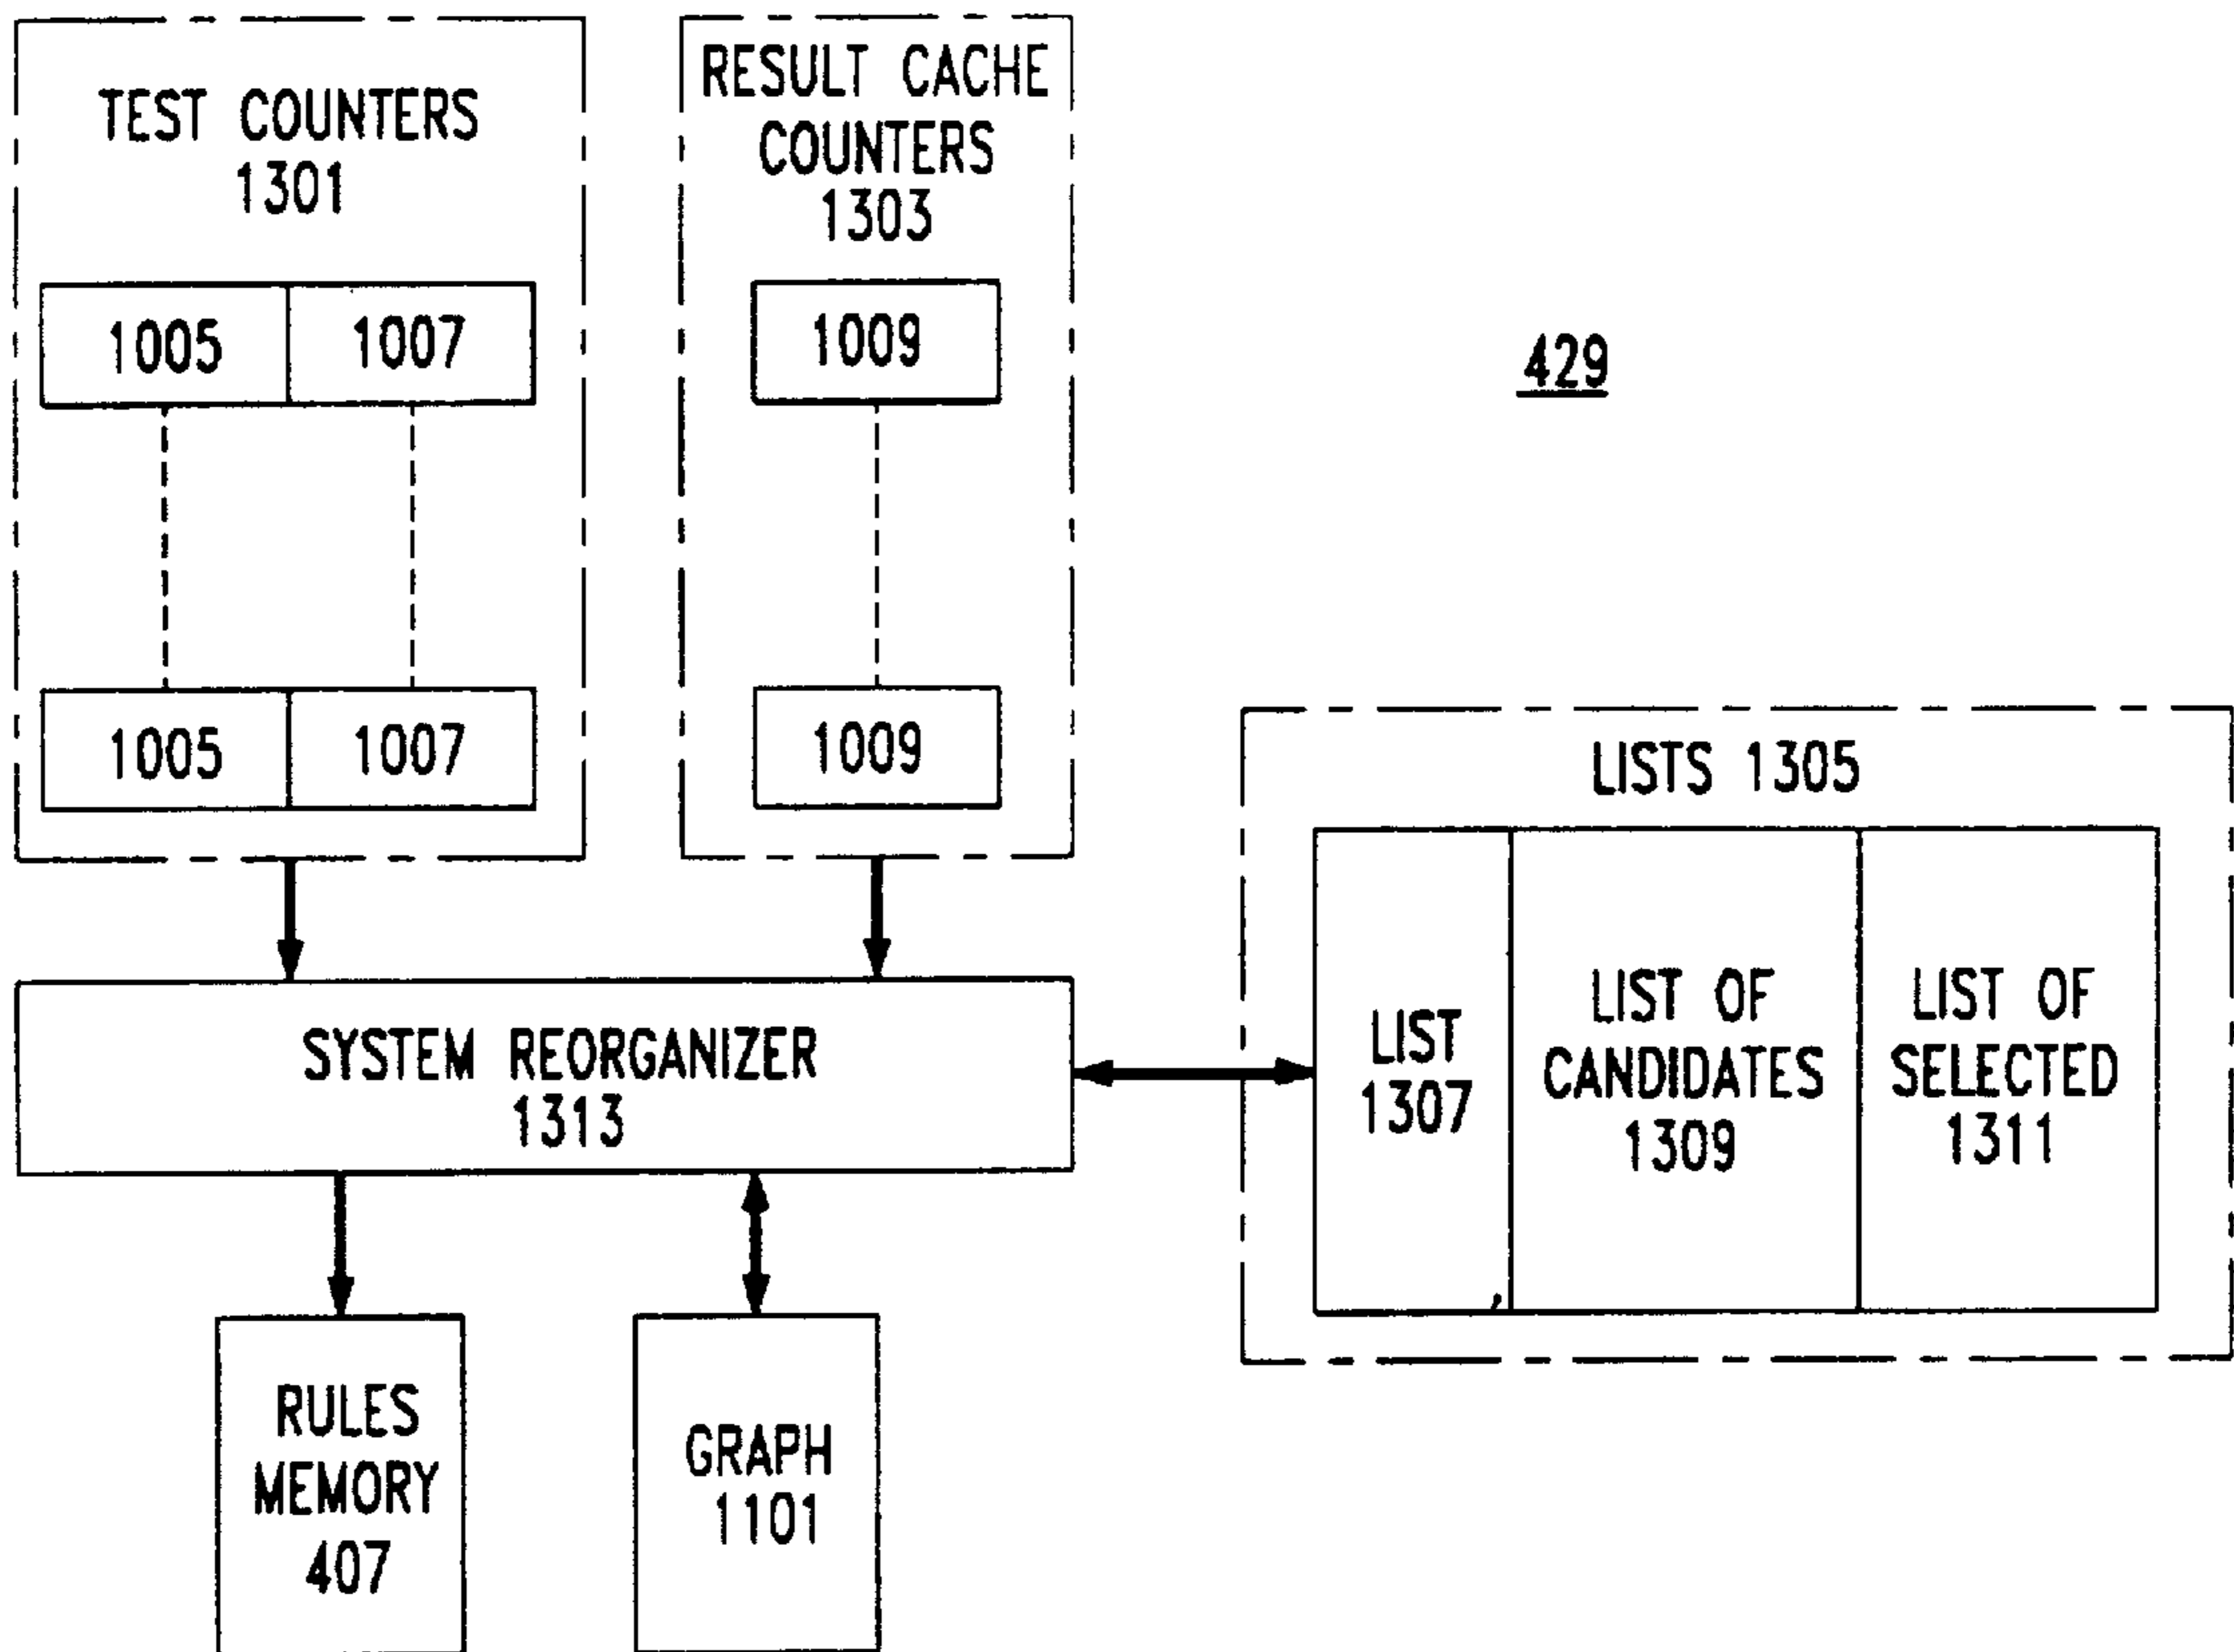 TEST COUNTERS
1301
1005 1007
1005 1007
RESULT CACHE
COUNTERS
1303
1009
1009
429
LISTS 1305
LIST
1307
LIST OF
CANDIDATES
1309
LIST OF
SELECTED
1311
SYSTEM REORGANIZER
1313
RULES
MEMORY
407
GRAPH
1101